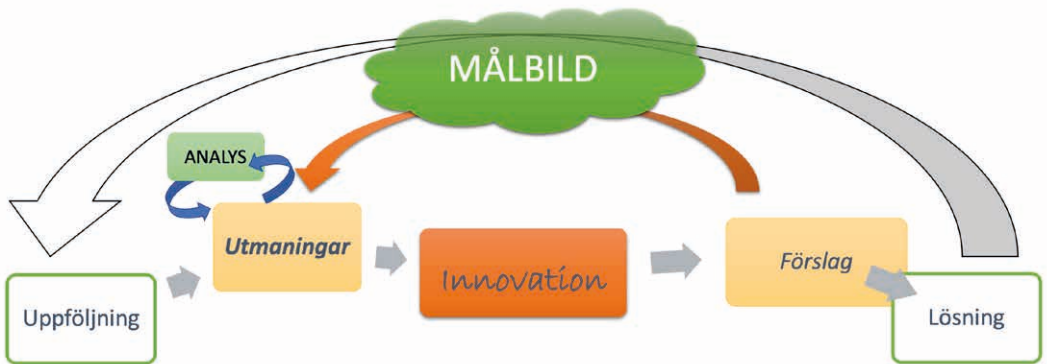 MÅLBILD
ANALYS
Utmaningar
Innovation
Förslag
Uppföljning
Lösning